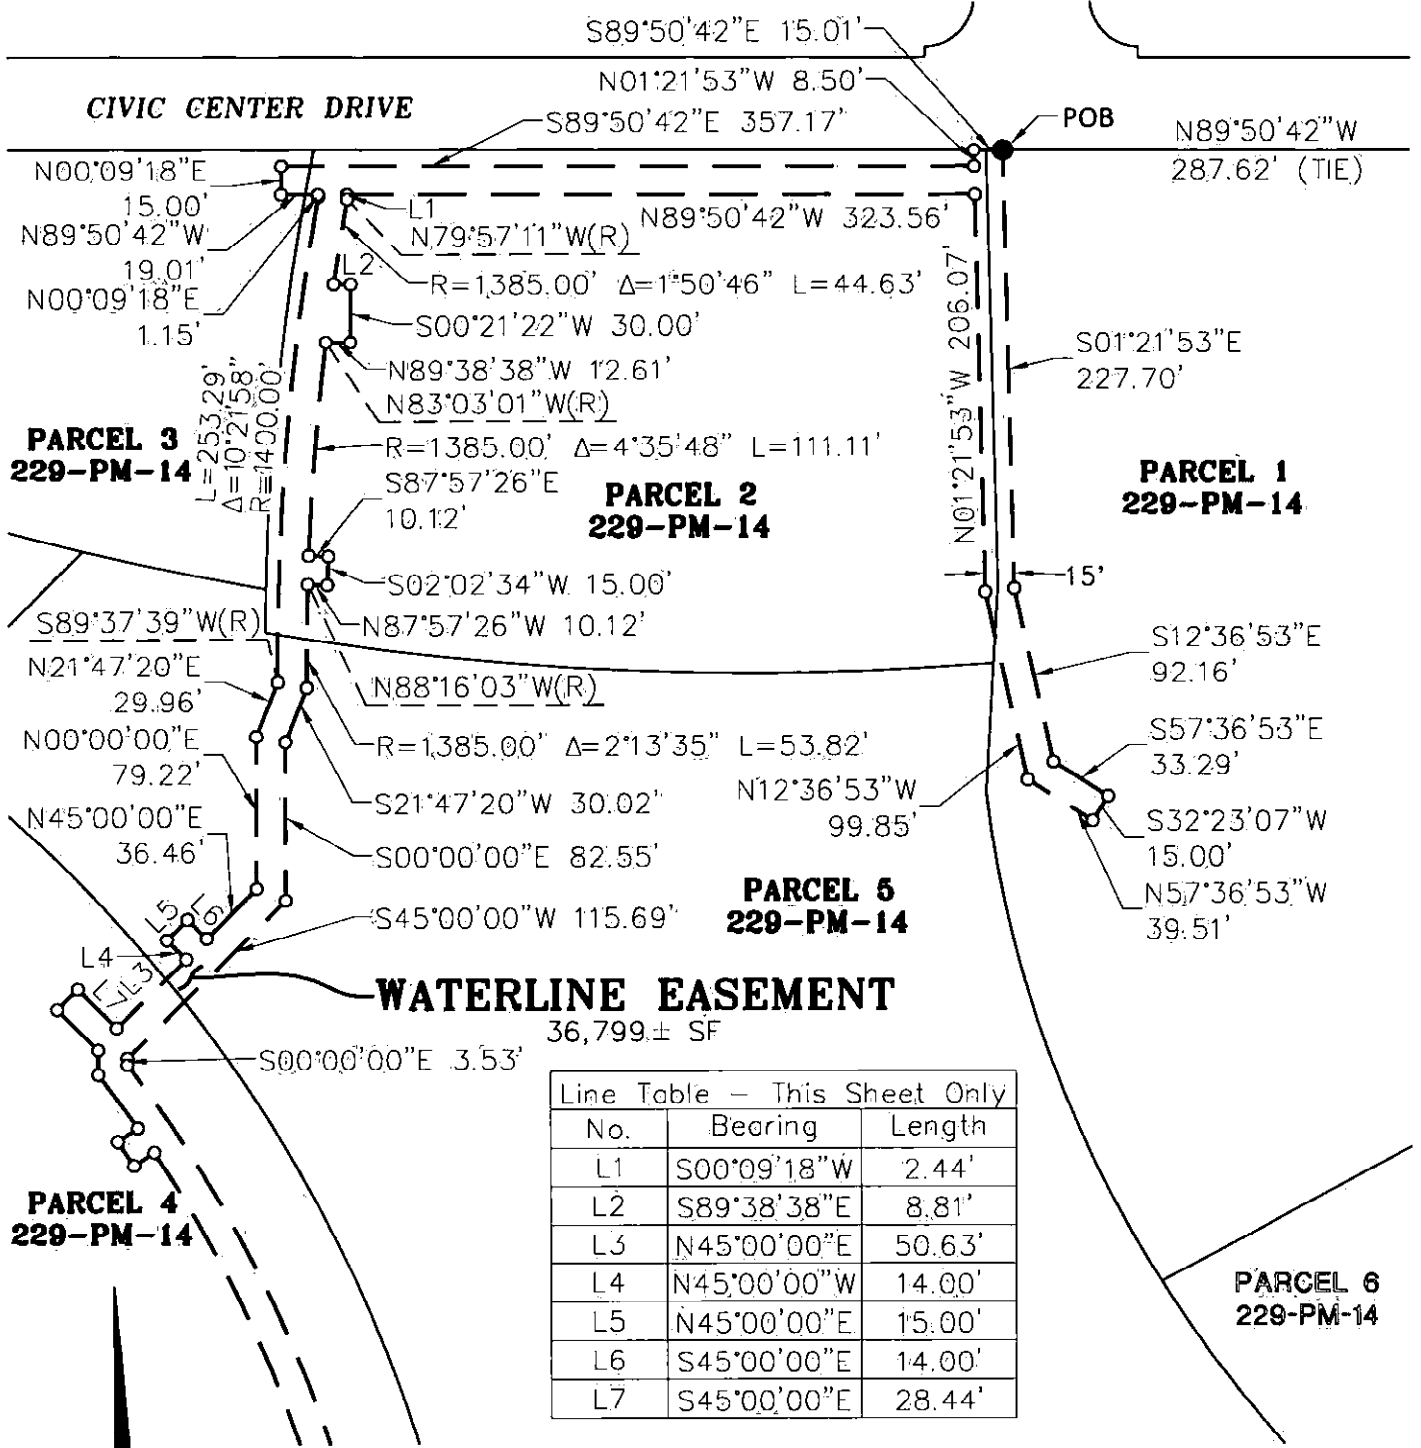 S89°50'42"E 15.01'
N01°21'53"W 8.50'
CIVIC CENTER DRIVE
S89°50'42"E 357.17'
POB
N89°50'42"W
287.62' (TIE)
N00°09'18"E
15.00'
L1
N89°50'42"W 323.56'
N89°50'42"W
19.01'
N79°57'11"W(R)
L2
R=1,385.00' Δ=1°50'46" L=44.63'
N00°09'18"E
1.15'
S00°21'22"W 30.00'
N01°21'53"W 206.07'
S01°21'53"E
227.70'
N89°38'38"W 12.61'
N83°03'01"W(R)
L=253.29'
Δ=10°21'58"
R=1400.00'
PARCEL 3
229-PM-14
R=1385.00' Δ=4°35'48" L=111.11'
S87°57'26"E
10.12'
PARCEL 2
229-PM-14
PARCEL 1
229-PM-14
S02°02'34"W 15.00'
15'
S89°37'39"W(R)
N87°57'26"W 10.12'
S12°36'53"E
92.16'
N21°47'20"E
29.96'
N88°16'03"W(R)
N00°00'00"E
79.22'
R=1,385.00" Δ=2°13'35" L=53.82'
S57°36'53"E
33.29'
S21°47'20"W 30.02"
N12°36'53"W
99.85'
N45°00'00"E
36.46'
S32°23'07"W
15.00'
S00°00'00"E 82.55'
PARCEL 5
229-PM-14
N57°36'53"W
39.51'
L5
L6
S45°00'00"W 115.69'
L4
L3
L7
WATERLINE EASEMENT
36,799± SF
S00°00'00"E 3.53'
Line Table – This Sheet Only
No. Bearing Length
L1 S00°09'18"W 2.44'
L2 S89°38'38"E 8.81'
L3 N45°00'00"E 50.63'
L4 N45°00'00"W 14.00'
L5 N45°00'00"E 15.00'
L6 S45°00'00"E 14.00'
L7 S45°00'00"E 28.44'
PARCEL 4
229-PM-14
PARCEL 6
229-PM-14